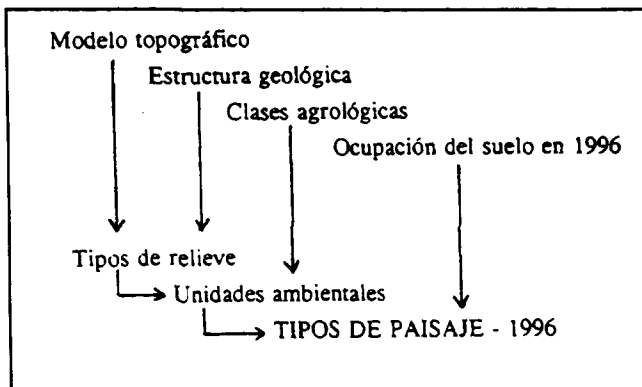 Modelo topográfico
Estructura geológica
Clases agrológicas
Ocupación del suelo en 1996
Tipos de relieve
Unidades ambientales
TIPOS DE PAISAJE - 1996